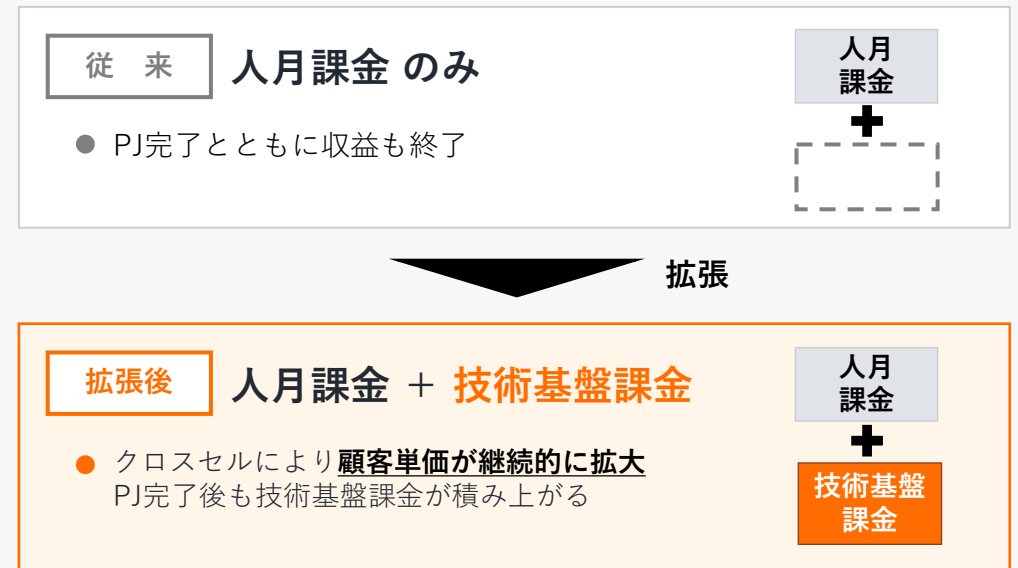 従 来
人月課金 のみ
● PJ完了とともに収益も終了
人月
課金
+
拡張
拡張後
人月課金 + 技術基盤課金
● クロスセルにより顧客単価が継続的に拡大
PJ完了後も技術基盤課金が積み上がる
人月
課金
+
技術基盤
課金